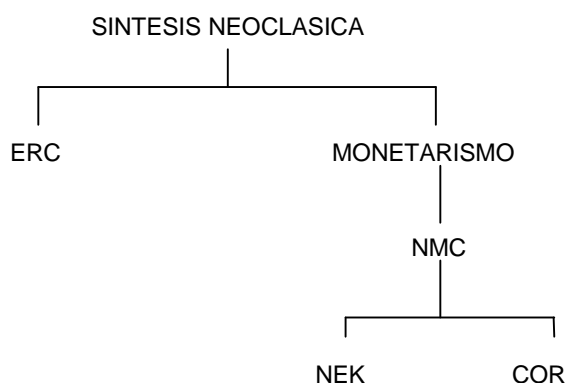 SINTESIS NEOCLASICA
ERC
MONETARISMO
NMC
NEK
COR